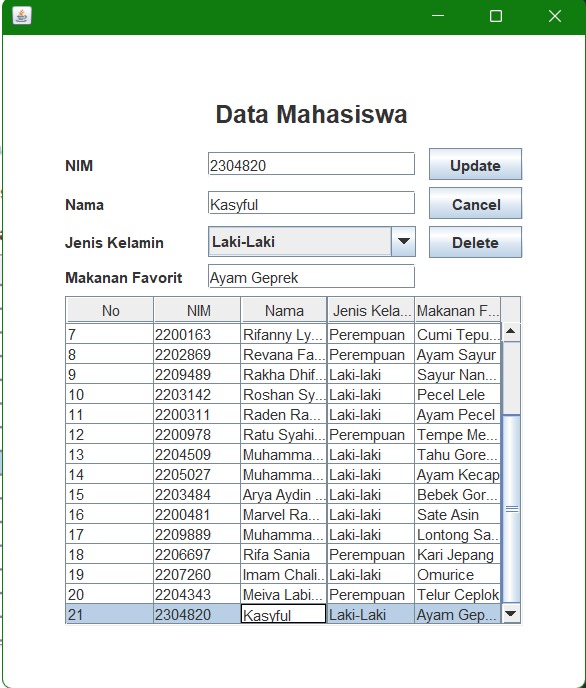 Data Mahasiswa
NIM 2304820 Update
Nama Kasyful Cancel
Jenis Kelamin Laki-Laki Delete
Makanan Favorit Ayam Geprek
No NIM Nama Jenis Kela... Makanan F...
7 2200163 Rifanny Ly... Perempuan Cumi Tepu...
8 2202869 Revana Fa... Perempuan Ayam Sayur
9 2209489 Rakha Dhif... Laki-laki Sayur Nan...
10 2203142 Roshan Sy... Laki-laki Pecel Lele
11 2200311 Raden Ra... Laki-laki Ayam Pecel
12 2200978 Ratu Syahi... Perempuan Tempe Me...
13 2204509 Muhamma... Laki-laki Tahu Gore...
14 2205027 Muhamma... Laki-laki Ayam Kecap
15 2203484 Arya Aydin ... Laki-laki Bebek Gor...
16 2200481 Marvel Ra... Laki-laki Sate Asin
17 2209889 Muhamma... Laki-laki Lontong Sa...
18 2206697 Rifa Sania Perempuan Kari Jepang
19 2207260 Imam Chali... Laki-laki Omurice
20 2204343 Meiva Labi... Perempuan Telur Ceplok
21 2304820 Kasyful Laki-Laki Ayam Gep...